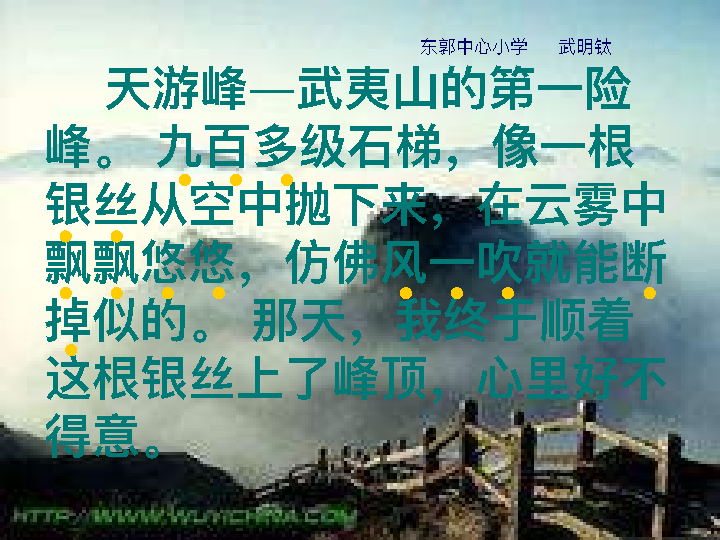 东郭中心小学 武明钛
天游峰—武夷山的第一险
峰。 九百多级石梯，像一根
银丝从空中抛下来，在云雾中
飘飘悠悠，仿佛风一吹就能断
掉似的。 那天，我终于顺着
这根银丝上了峰顶，心里好不
得意。
HTTP://WWW.WUYICHINA.COM